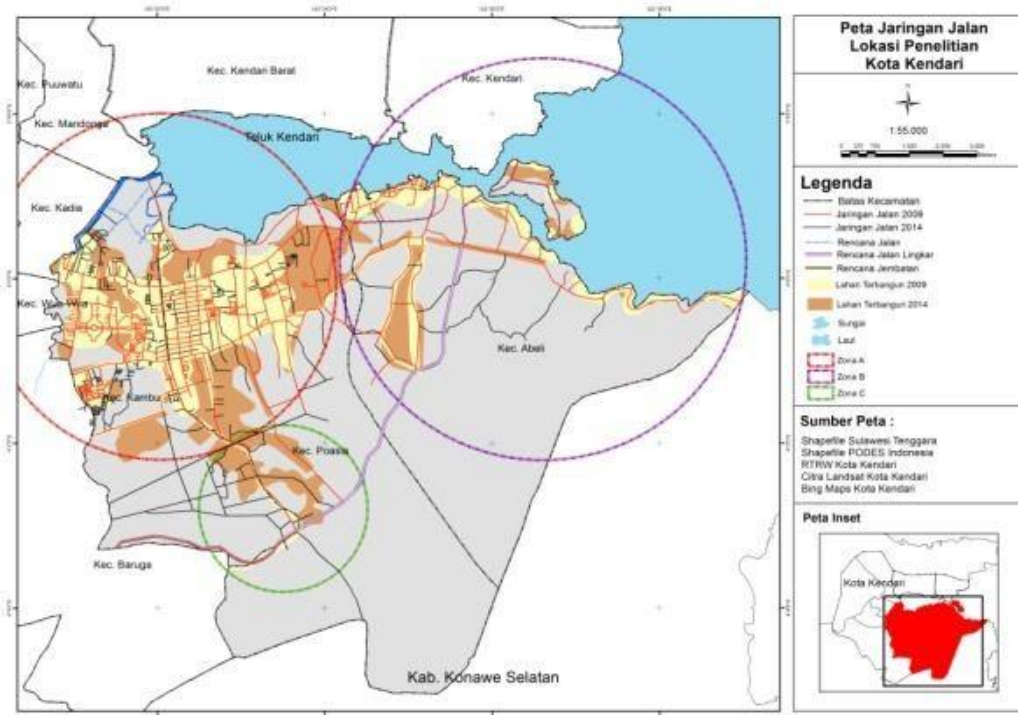 Peta Jaringan Jalan
Lokasi Penelitian
Kota Kendari
1:55.000
Legenda
Batas Kecamatan
Jaringan Jalan 2009
Jaringan Jalan 2014
Rencana Jalan
Rencana Jalan Lingkar
Rencana Jembatan
Lahan Terbangun 2009
Lahan Terbangun 2014
Sungai
Laut
Zona A
Zona B
Zona C
Sumber Peta :
Shapefile Sulawesi Tenggara
Shapefile PODES Indonesia
RTRW Kota Kendari
Citra Landsat Kota Kendari
Bing Maps Kota Kendari
Peta Inset
Kota Kendari
Kec. Kendari Barat
Kec. Kendari
Kec. Puuwatu
Kec. Mandonga
Teluk Kendari
Kec. Kadia
Kec. Wua-Wua
Kec. Abeli
Kec. Kambu
Kec. Poasia
Kec. Baruga
Kab. Konawe Selatan